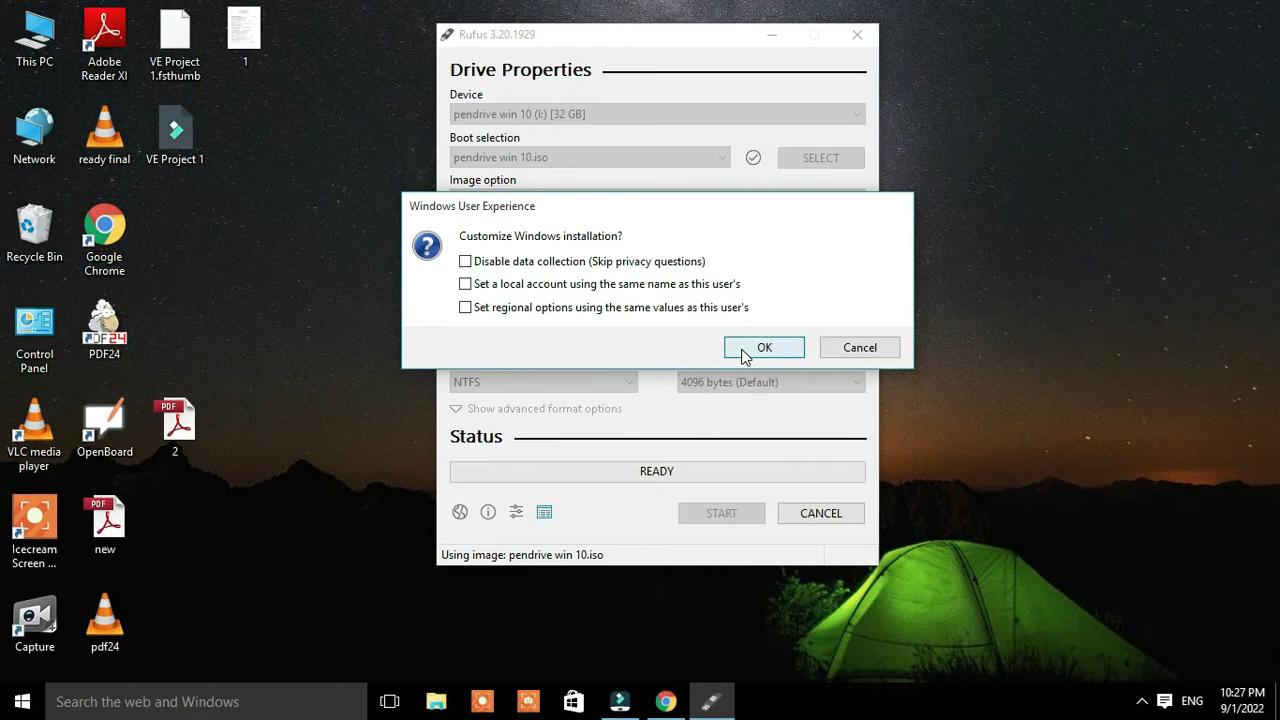 This PC
Adobe
Reader XI
VE Project
1.fsthumb
1
Network
ready final
VE Project 1
Recycle Bin
Google
Chrome
Control
Panel
PDF24
PDF24
VLC media
player
OpenBoard
PDF
2
Icecream
Screen ...
PDF
new
Capture
pdf24
Rufus 3.20.1929
Drive Properties
Device
pendrive win 10 (I:) [32 GB]
Boot selection
pendrive win 10.iso
SELECT
Image option
Windows User Experience
Customize Windows installation?
Disable data collection (Skip privacy questions)
Set a local account using the same name as this user's
Set regional options using the same values as this user's
OK
Cancel
NTFS
4096 bytes (Default)
Show advanced format options
Status
READY
START
CANCEL
Using image: pendrive win 10.iso
Search the web and Windows
ENG
10:27 PM
9/1/2022